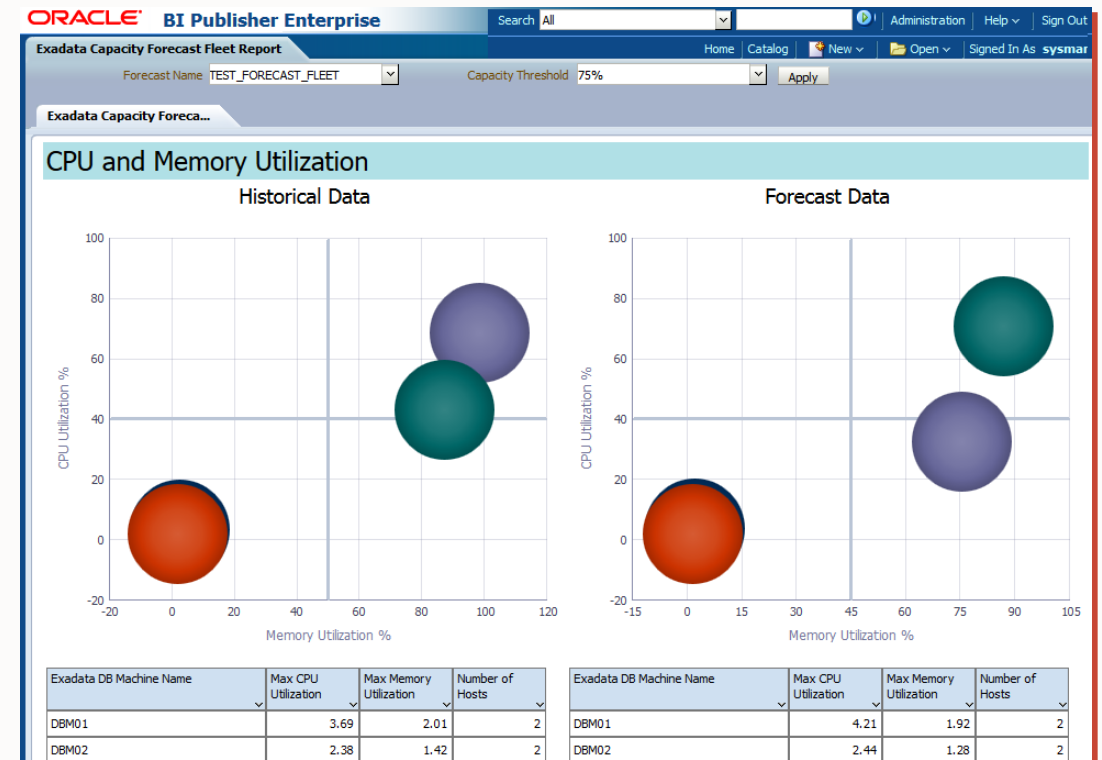 ORACLE BI Publisher Enterprise Search All Administration Help Sign Out
Exadata Capacity Forecast Fleet Report Home Catalog New Open Signed In As sysmar
Forecast Name TEST_FORECAST_FLEET Capacity Threshold 75% Apply
Exadata Capacity Foreca...
CPU and Memory Utilization
Historical Data
100
80
60
40
20
0
-20
CPU Utilization %
-20 0 20 40 60 80 100 120
Memory Utilization %
Forecast Data
100
80
60
40
20
0
-20
CPU Utilization %
-15 0 15 30 45 60 75 90 105
Memory Utilization %
Exadata DB Machine Name Max CPU Utilization Max Memory Utilization Number of Hosts
DBM01 3.69 2.01 2
DBM02 2.38 1.42 2
Exadata DB Machine Name Max CPU Utilization Max Memory Utilization Number of Hosts
DBM01 4.21 1.92 2
DBM02 2.44 1.28 2